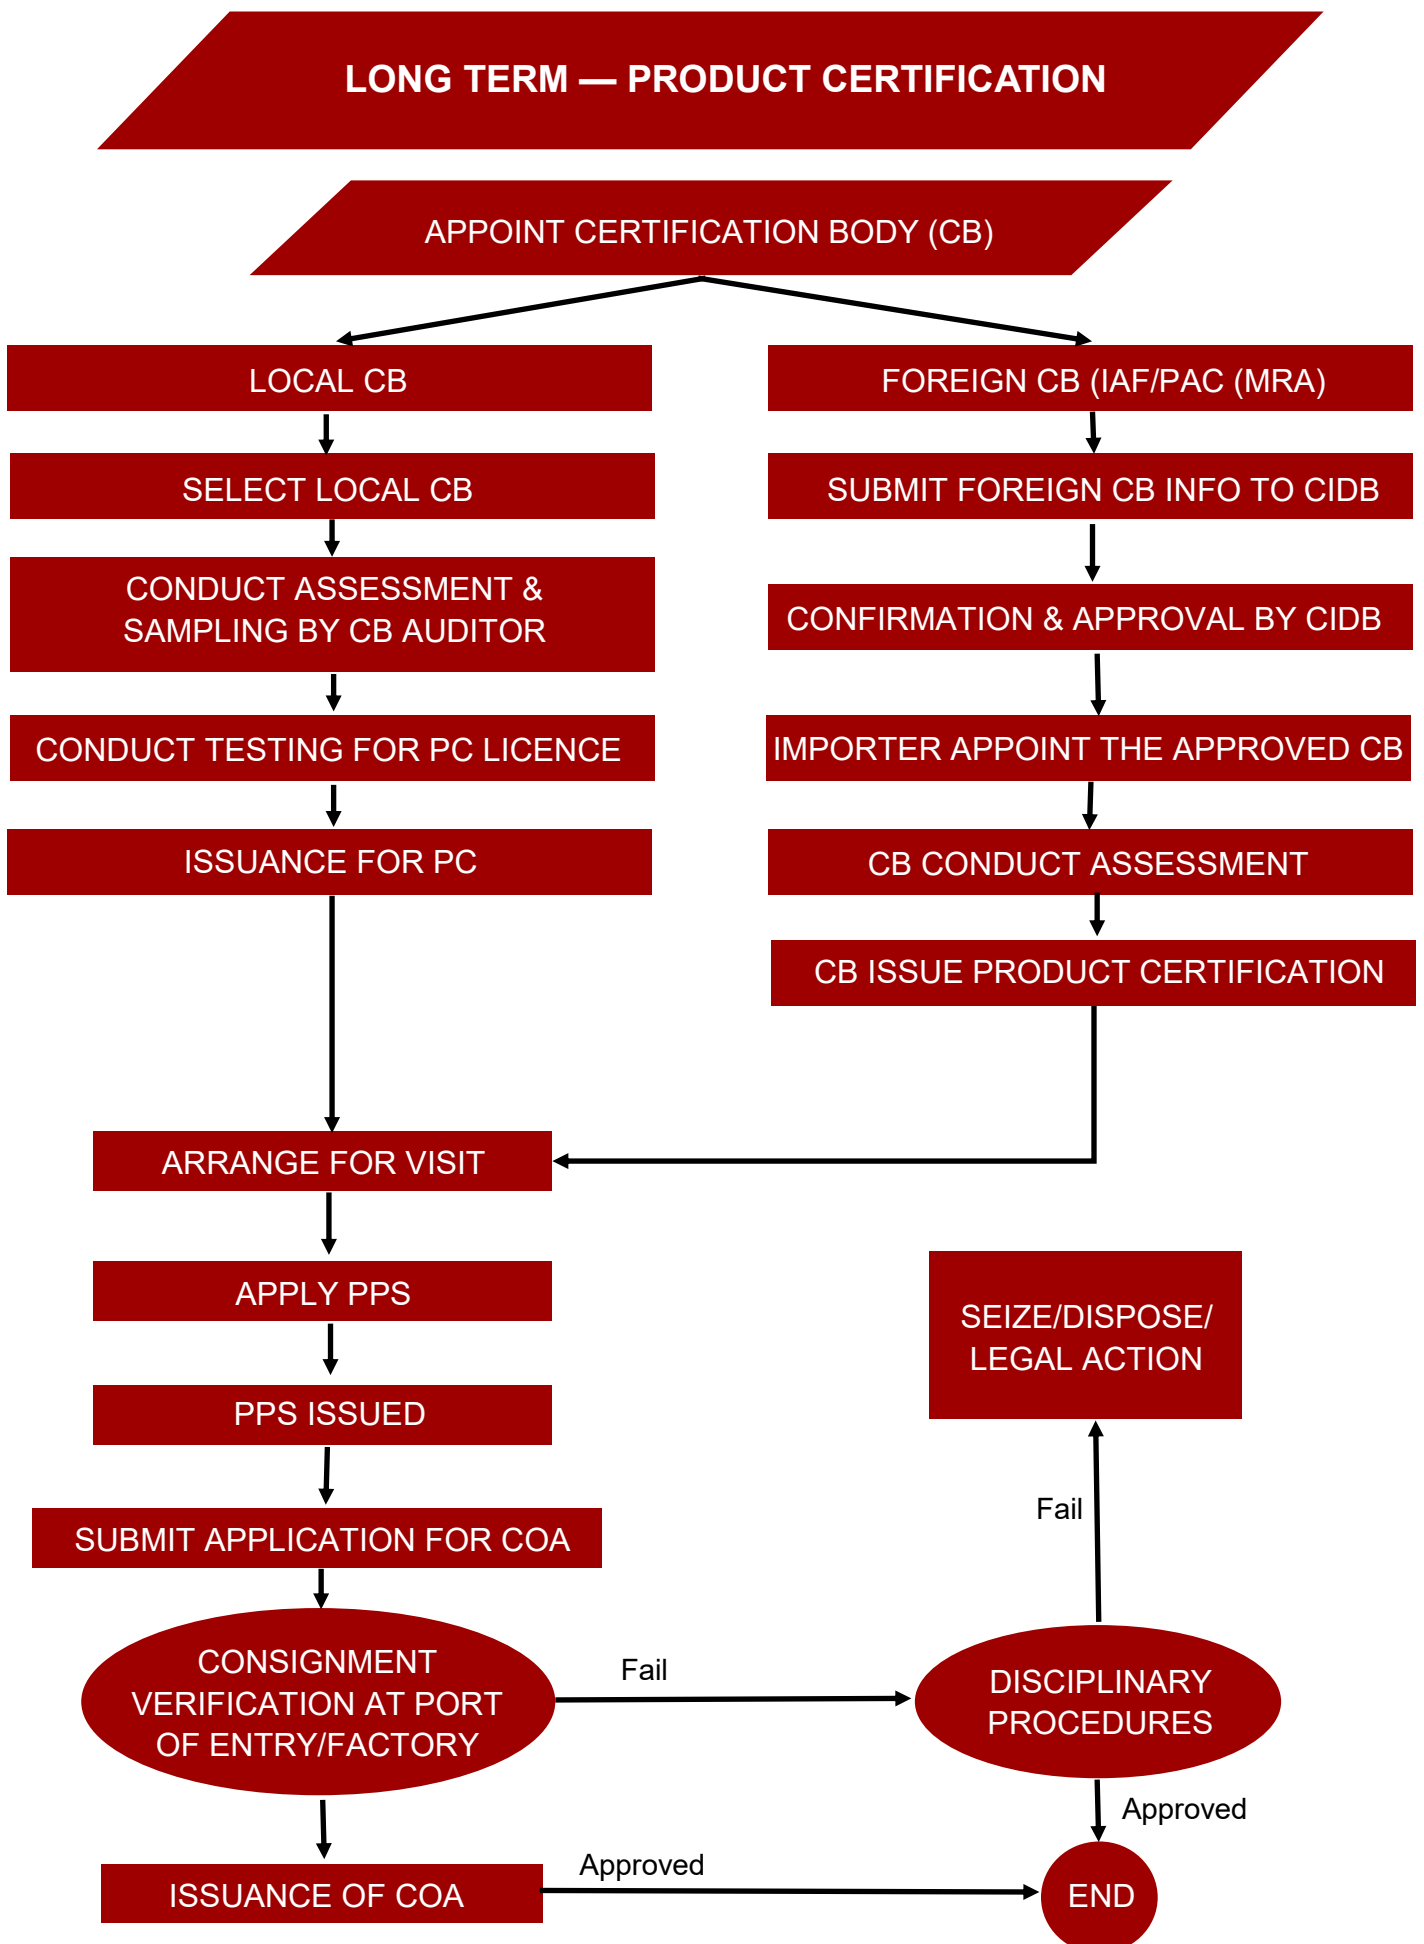 LONG TERM — PRODUCT CERTIFICATION
APPOINT CERTIFICATION BODY (CB)
LOCAL CB
SELECT LOCAL CB
CONDUCT ASSESSMENT &
SAMPLING BY CB AUDITOR
CONDUCT TESTING FOR PC LICENCE
ISSUANCE FOR PC
FOREIGN CB (IAF/PAC (MRA)
SUBMIT FOREIGN CB INFO TO CIDB
CONFIRMATION & APPROVAL BY CIDB
IMPORTER APPOINT THE APPROVED CB
CB CONDUCT ASSESSMENT
CB ISSUE PRODUCT CERTIFICATION
ARRANGE FOR VISIT
APPLY PPS
PPS ISSUED
SUBMIT APPLICATION FOR COA
CONSIGNMENT
VERIFICATION AT PORT
OF ENTRY/FACTORY
Fail
DISCIPLINARY
PROCEDURES
Fail
SEIZE/DISPOSE/
LEGAL ACTION
Approved
ISSUANCE OF COA
Approved
END